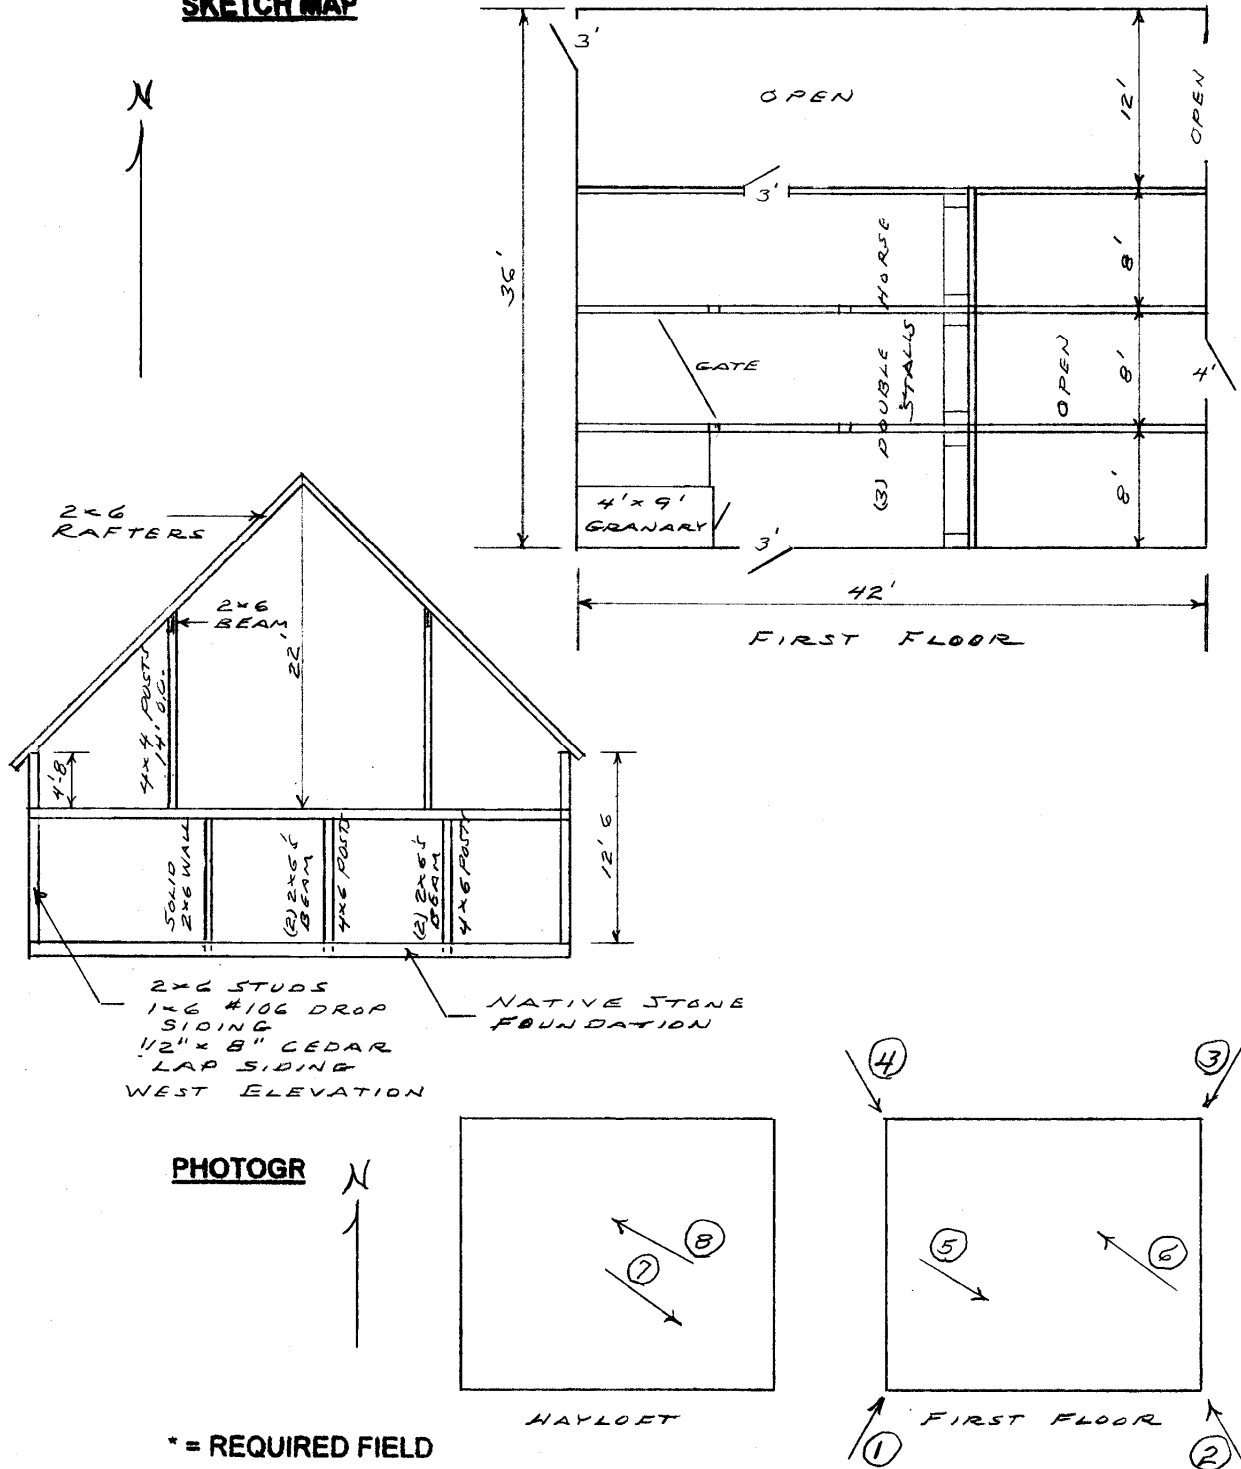 SKETCH MAP
N
3'
OPEN
12'
OPEN
3'
36'
HORSE
8'
GATE
(3) DOUBLE
STALLS
OPEN
8'
4'
4' x 9'
GRANARY
8'
3'
42'
FIRST FLOOR
2x6
RAFTERS
2x6
BEAM
22'
4x4 POSTS
14' O.C.
4'-8
SOLID
2x6 WALL
(2) 2x6's
BEAM
4x6 POSTS
(2) 2x6's
BEAM
4x6 POSTS
12' 6
2x6 STUDS
1x6 #106 DROP
SIDING
1/2" x 8" CEDAR
LAP SIDING
WEST ELEVATION
NATIVE STONE
FOUNDATION
PHOTOGR
N
4
3
8
7
5
6
HAYLOFT
FIRST FLOOR
1
2
* = REQUIRED FIELD